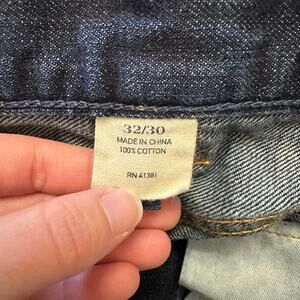 32/30
MADE IN CHINA
100% COTTON
RN 41381